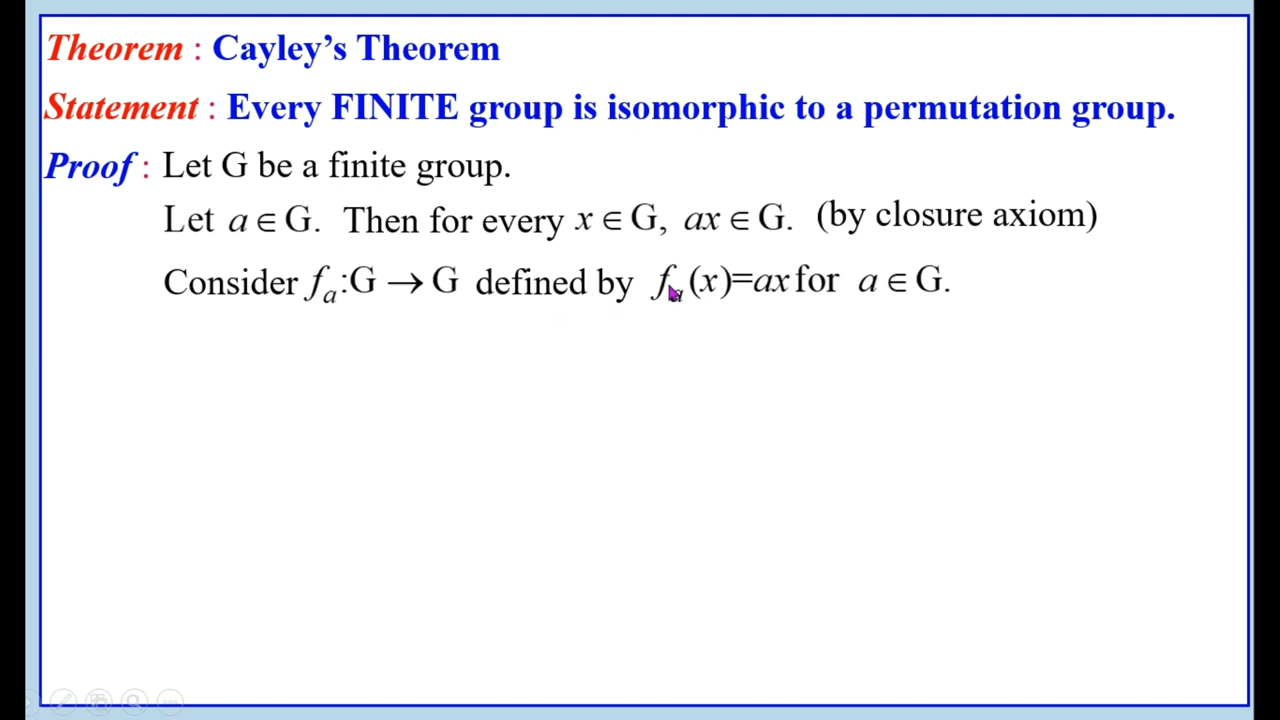 Theorem : Cayley’s Theorem
Statement : Every FINITE group is isomorphic to a permutation group.
Proof : Let G be a finite group.
Let a ∈ G. Then for every x ∈ G, ax ∈ G. (by closure axiom)
Consider fₐ:G → G defined by fₐ(x)=ax for a ∈ G.